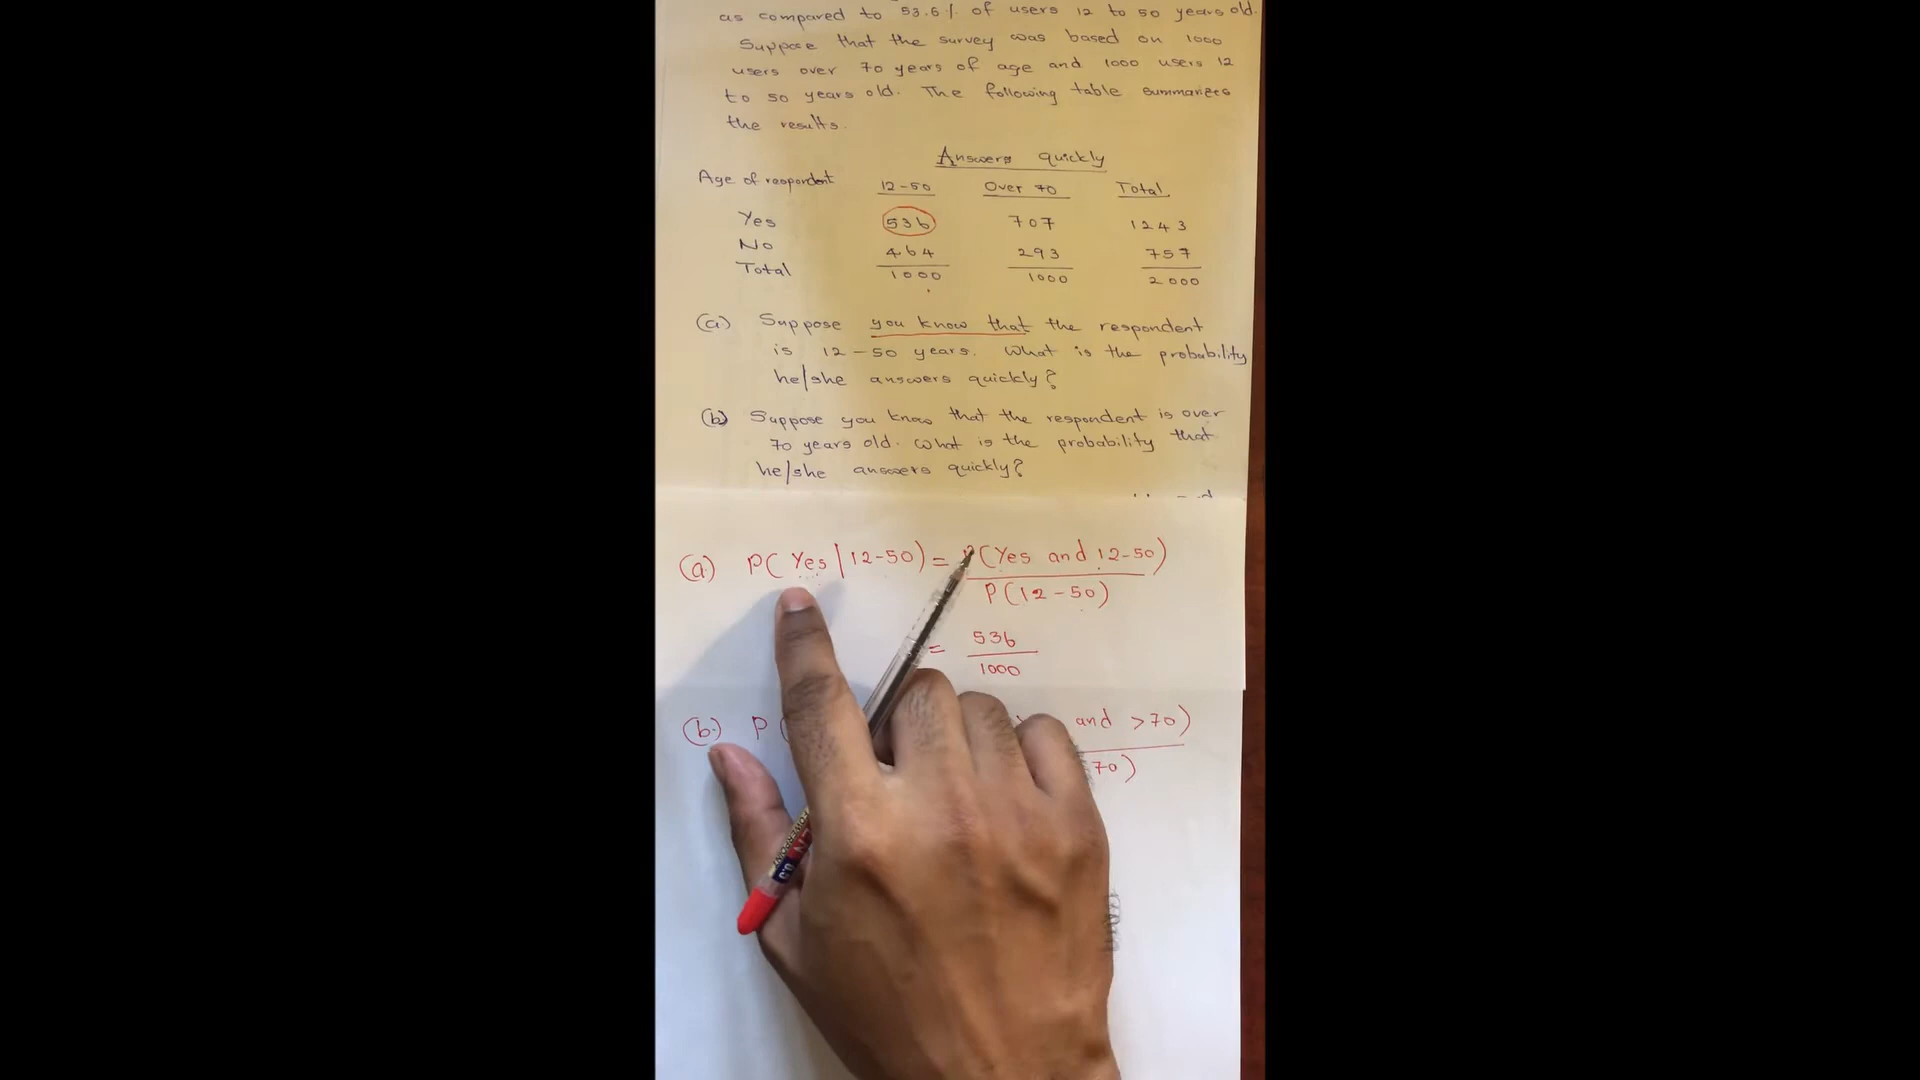 as compared to 53.6% of users 12 to 50 years old.
Suppose that the survey was based on 1000
users over 70 years of age and 1000 users 12
to 50 years old. The following table summarizes
the results.
Answers quickly
Age of respondent 12-50 Over 70 Total
Yes 536 707 1243
No 464 293 757
Total 1000 1000 2000
(a) Suppose you know that the respondent
is 12-50 years. What is the probability
he/she answers quickly?
(b) Suppose you know that the respondent is over
70 years old. What is the probability that
he/she answers quickly?
(a) P(Yes|12-50) = P(Yes and 12-50)
P(12-50)
= 536
1000
(b) P( and >70)
70)